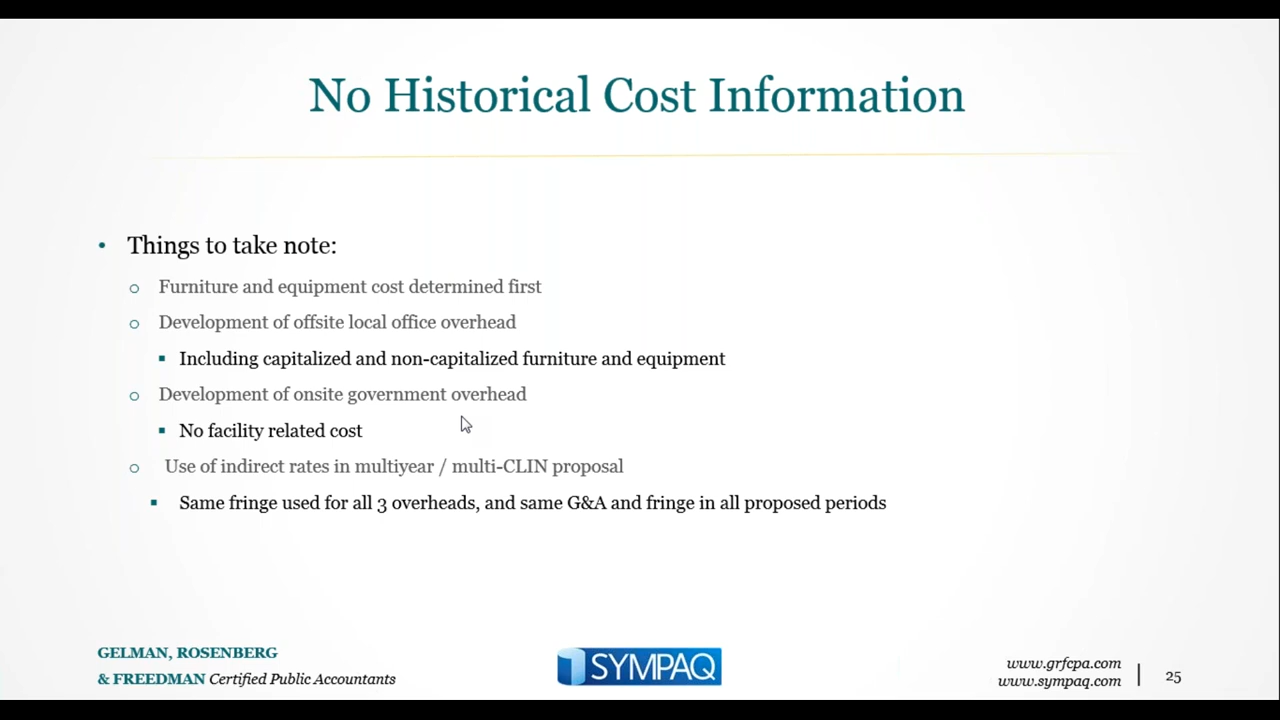 No Historical Cost Information
• Things to take note:
o Furniture and equipment cost determined first
o Development of offsite local office overhead
▪ Including capitalized and non-capitalized furniture and equipment
o Development of onsite government overhead
▪ No facility related cost
o Use of indirect rates in multiyear / multi-CLIN proposal
▪ Same fringe used for all 3 overheads, and same G&A and fringe in all proposed periods
GELMAN, ROSENBERG
& FREEDMAN Certified Public Accountants
SYMPAQ
www.grfcpa.com
www.sympaq.com
25